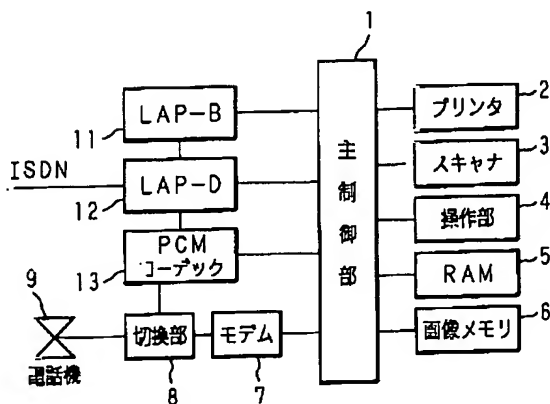 1
LAP-B
11
ISDN
LAP-D
12
PCM
コーデック
13
9
電話機
切換部
8
モデム
7
主制御部
プリンタ
2
スキャナ
3
操作部
4
RAM
5
画像メモリ
6